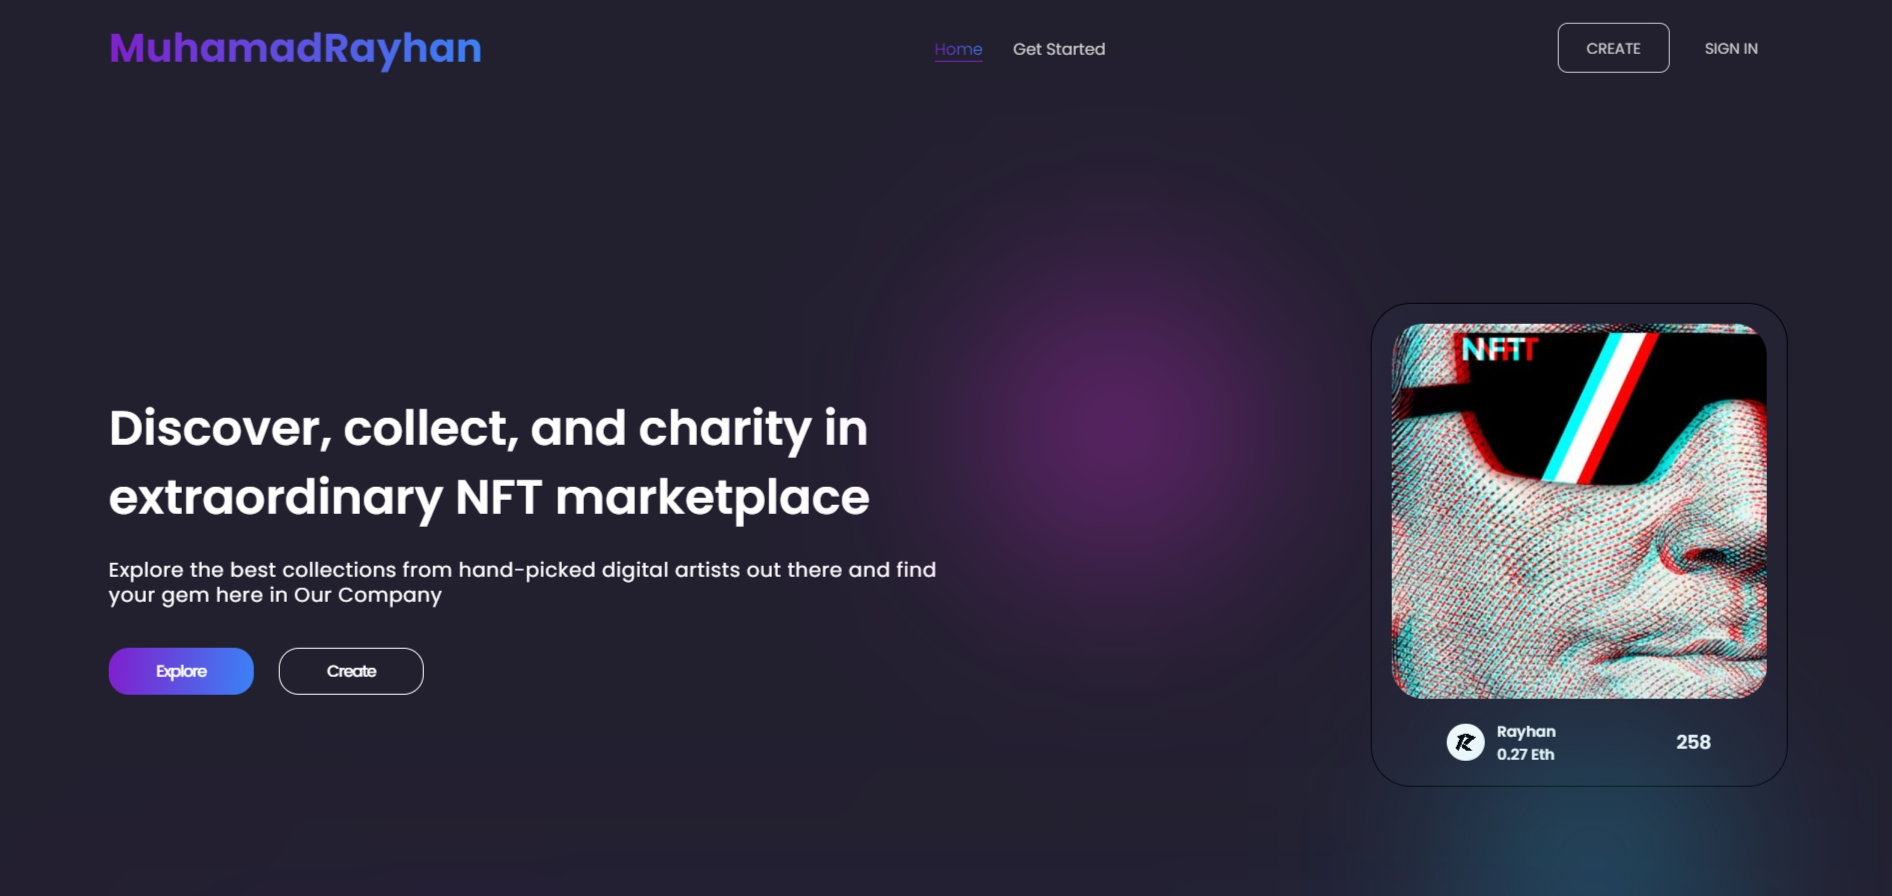 MuhamadRayhan
Home
Get Started
CREATE
SIGN IN
NFT
Discover, collect, and charity in
extraordinary NFT marketplace
Explore the best collections from hand-picked digital artists out there and find
your gem here in Our Company
Explore
Create
R
Rayhan
0.27 Eth
258